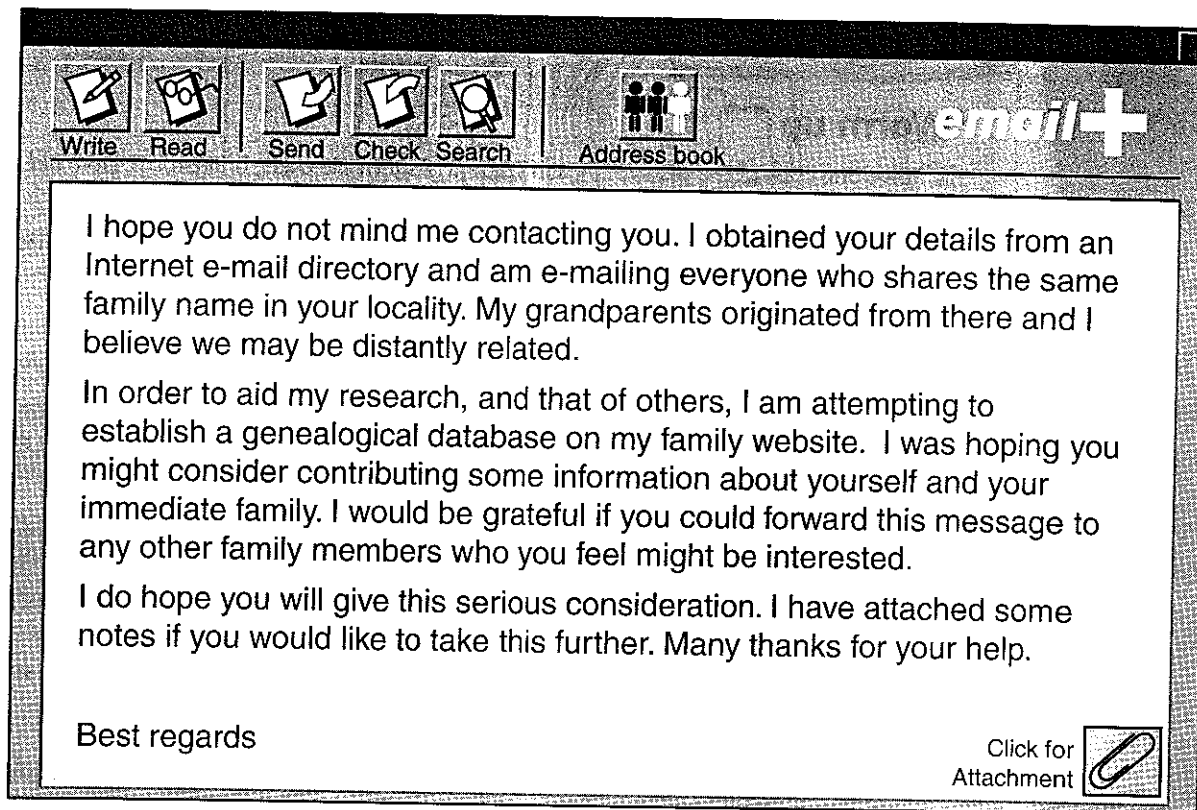 Write Read Send Check Search Address book
email+
I hope you do not mind me contacting you. I obtained your details from an
Internet e-mail directory and am e-mailing everyone who shares the same
family name in your locality. My grandparents originated from there and I
believe we may be distantly related.
In order to aid my research, and that of others, I am attempting to
establish a genealogical database on my family website. I was hoping you
might consider contributing some information about yourself and your
immediate family. I would be grateful if you could forward this message to
any other family members who you feel might be interested.
I do hope you will give this serious consideration. I have attached some
notes if you would like to take this further. Many thanks for your help.
Best regards
Click for
Attachment